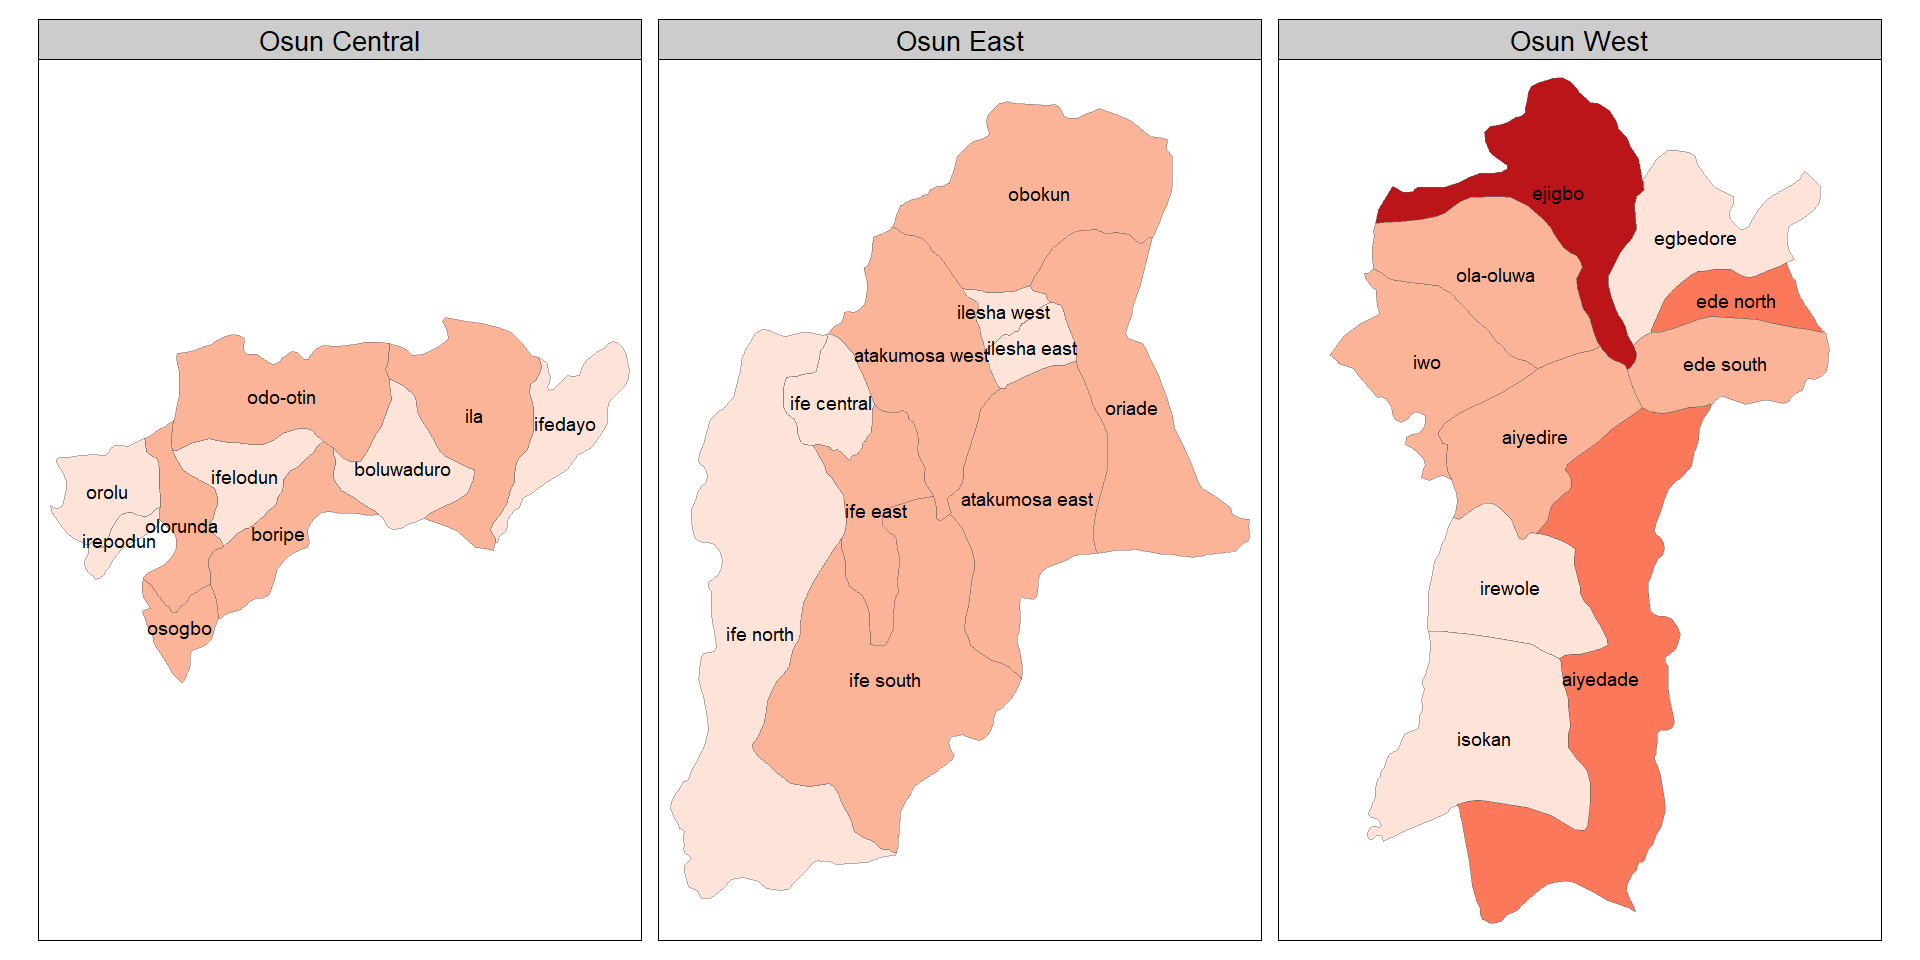 Osun Central
odo-otin
ila
ifedayo
boluwaduro
ifelodun
orolu
olorunda
boripe
irepodun
osogbo
Osun East
obokun
ilesha west
ilesha east
atakumosa west
ife central
oriade
atakumosa east
ife east
ife north
ife south
Osun West
ejigbo
egbedore
ola-oluwa
ede north
iwo
ede south
aiyedire
irewole
aiyedade
isokan